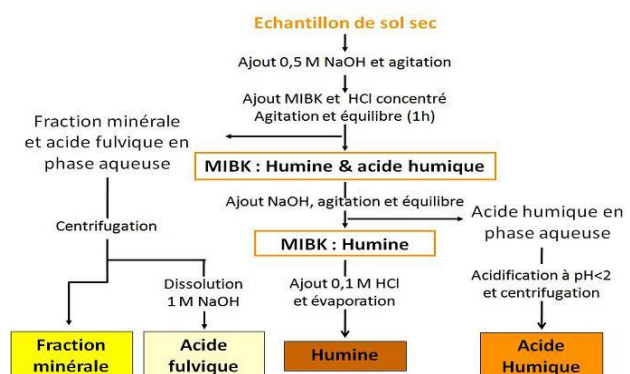 Echantillon de sol sec
Ajout 0,5 M NaOH et agitation
Ajout MIBK et HCl concentré
Agitation et équilibre (1h)
Fraction minérale
et acide fulvique en
phase aqueuse
MIBK : Humine & acide humique
Ajout NaOH, agitation et équilibre
Acide humique en
phase aqueuse
Centrifugation
MIBK : Humine
Dissolution
1 M NaOH
Ajout 0,1 M HCl
et évaporation
Acidification à pH<2
et centrifugation
Fraction
minérale
Acide
fulvique
Humine
Acide
Humique